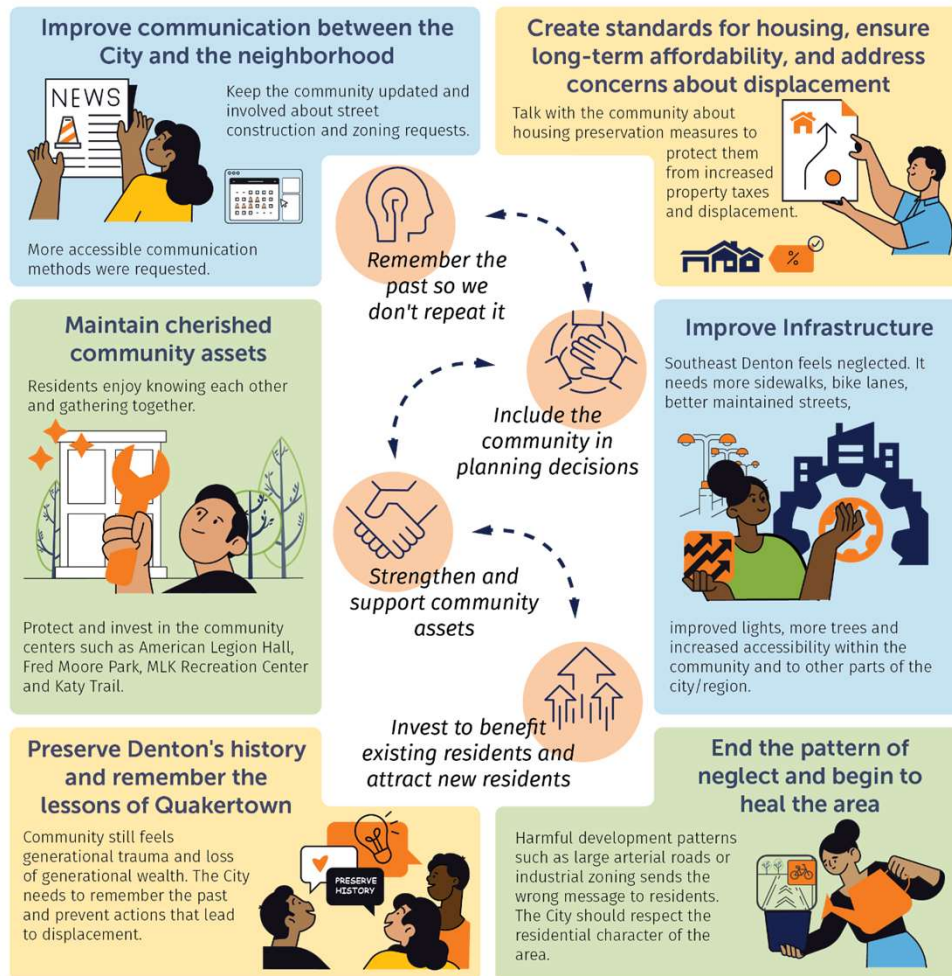 Improve communication between the
City and the neighborhood
NEWS
Keep the community updated and
involved about street
construction and zoning requests.
More accessible communication
methods were requested.
Create standards for housing, ensure
long-term affordability, and address
concerns about displacement
Talk with the community about
housing preservation measures to
protect them
from increased
property taxes
and displacement.
%
Remember the
past so we
don't repeat it
Include the
community in
planning decisions
Strengthen and
support community
assets
Invest to benefit
existing residents and
attract new residents
Maintain cherished
community assets
Residents enjoy knowing each other
and gathering together.
Protect and invest in the community
centers such as American Legion Hall,
Fred Moore Park, MLK Recreation Center
and Katy Trail.
Improve Infrastructure
Southeast Denton feels neglected. It
needs more sidewalks, bike lanes,
better maintained streets,
improved lights, more trees and
increased accessibility within the
community and to other parts of the
city/region.
Preserve Denton's history
and remember the
lessons of Quakertown
Community still feels
generational trauma and loss
of generational wealth. The City
needs to remember the past
and prevent actions that lead
to displacement.
PRESERVE
HISTORY
End the pattern of
neglect and begin to
heal the area
Harmful development patterns
such as large arterial roads or
industrial zoning sends the
wrong message to residents.
The City should respect the
residential character of the
area.